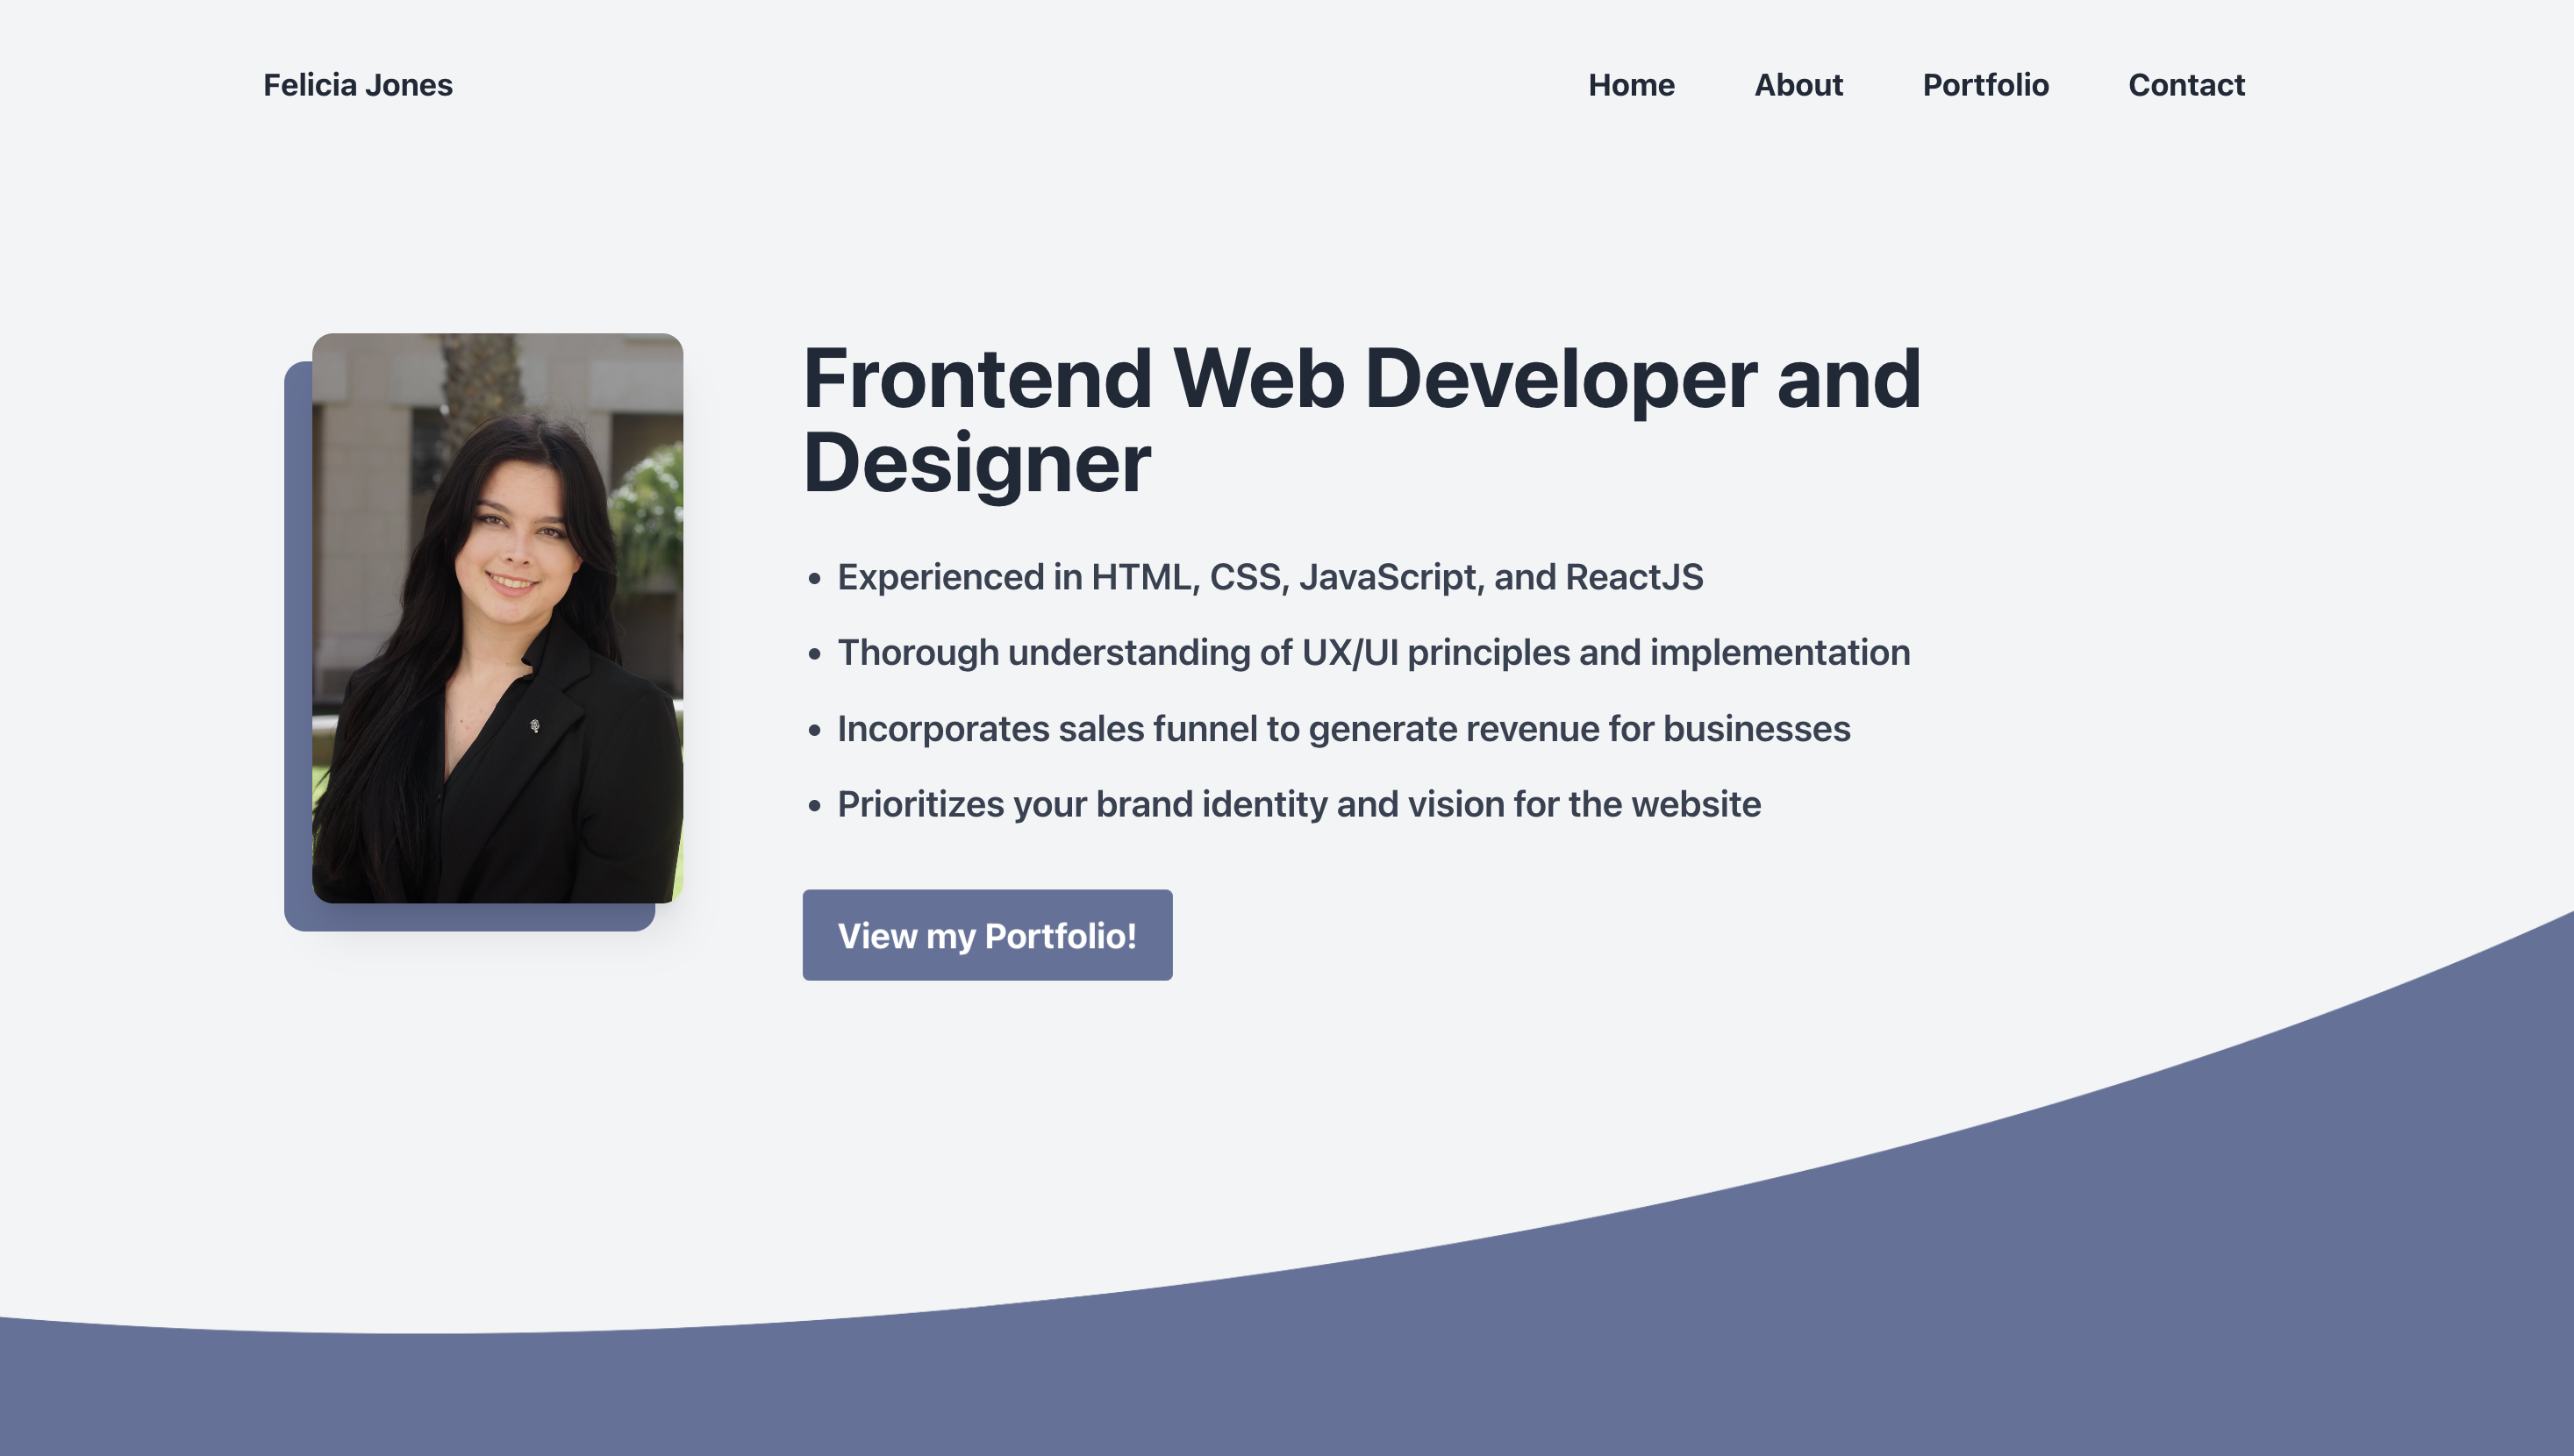 Felicia Jones
Home About Portfolio Contact
Frontend Web Developer and
Designer
• Experienced in HTML, CSS, JavaScript, and ReactJS
• Thorough understanding of UX/UI principles and implementation
• Incorporates sales funnel to generate revenue for businesses
• Prioritizes your brand identity and vision for the website
View my Portfolio!